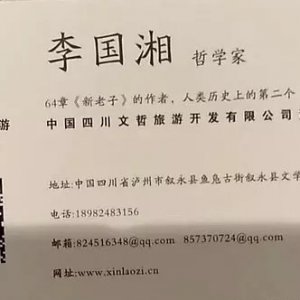 李国湘 哲学家
64章《新老子》的作者，人类历史上的第二个
中国四川文哲旅游开发有限公司
游
地址:中国四川省泸州市叙永县鱼凫古街叙永县文学
电话:18982483156
邮箱:824516348@qq.com 857370724@qq.com
网址:www.xinlaozi.cn